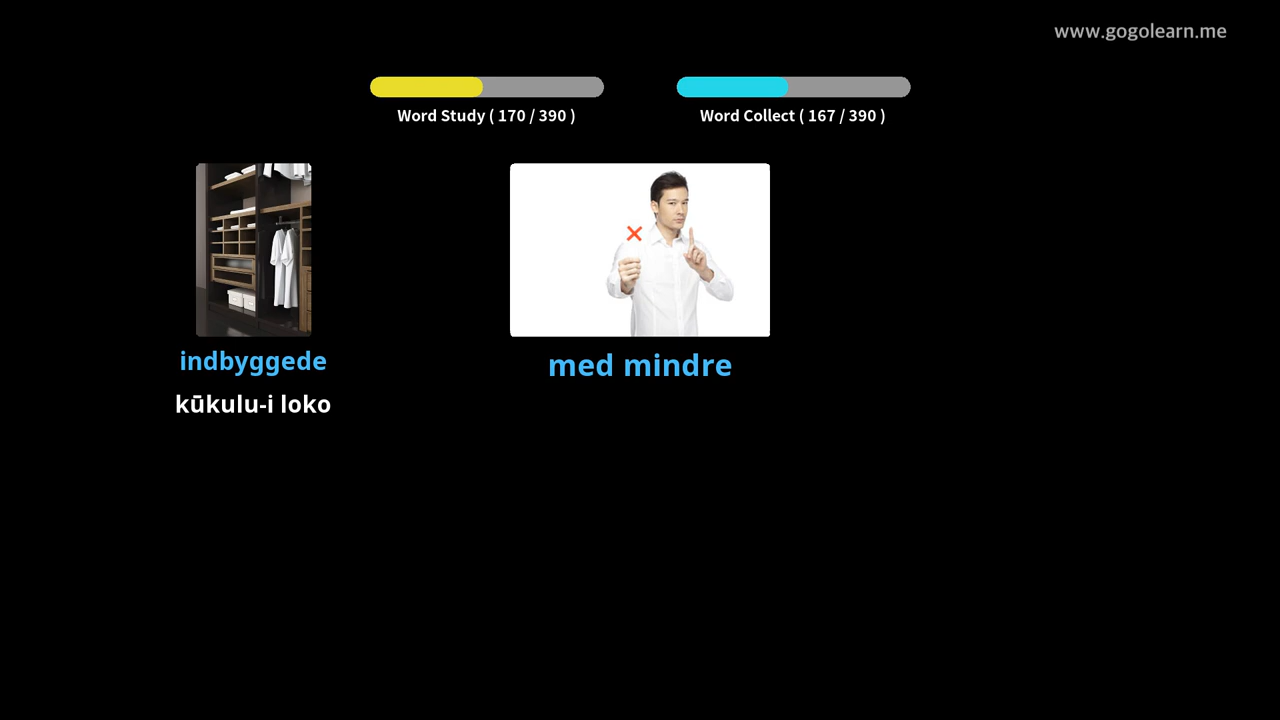 www.gogolearn.me
Word Study ( 170 / 390 )
Word Collect ( 167 / 390 )
indbyggede
kūkulu-i loko
med mindre